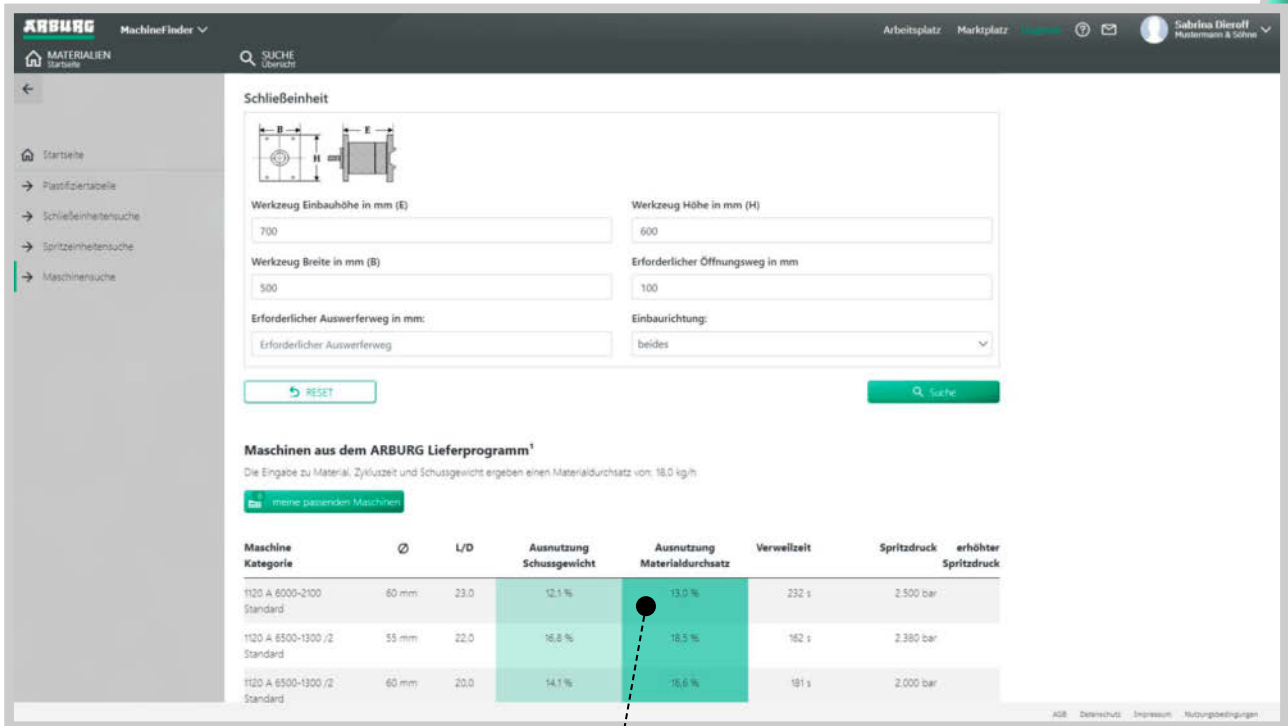 ARBURG MachineFinder Arbeitsplatz Marktplatz Sabrina Dieroff
Mustermann & Söhne
MATERIALIEN
Startseite
SUCHE
Übersicht
Schließeinheit
B E
H
Startseite
Plastifiziertabelle
Schließeinheitensuche
Spritzeinheitensuche
Maschinensuche
Werkzeug Einbauhöhe in mm (E) Werkzeug Höhe in mm (H)
700 600
Werkzeug Breite in mm (B) Erforderlicher Öffnungsweg in mm
500 100
Erforderlicher Auswerferweg in mm: Einbaurichtung:
Erforderlicher Auswerferweg beides
RESET Suche
Maschinen aus dem ARBURG Lieferprogramm¹
Die Eingabe zu Material, Zykluszeit und Schussgewicht ergeben einen Materialdurchsatz von: 18,0 kg/h
meine passenden Maschinen
Maschine Ø L/D Ausnutzung Ausnutzung Verweilzeit Spritzdruck erhöhter
Kategorie Schussgewicht Materialdurchsatz Spritzdruck
1120 A 6000-2100 60 mm 23.0 12,1 % 13,0 % 232 s 2.500 bar
Standard
1120 A 6500-1300 /2 55 mm 22.0 16,8 % 18,5 % 162 s 2.380 bar
Standard
1120 A 6500-1300 /2 60 mm 20.0 14,1 % 16,6 % 181 s 2.000 bar
Standard
AGB Datenschutz Impressum Nutzungsbedingungen